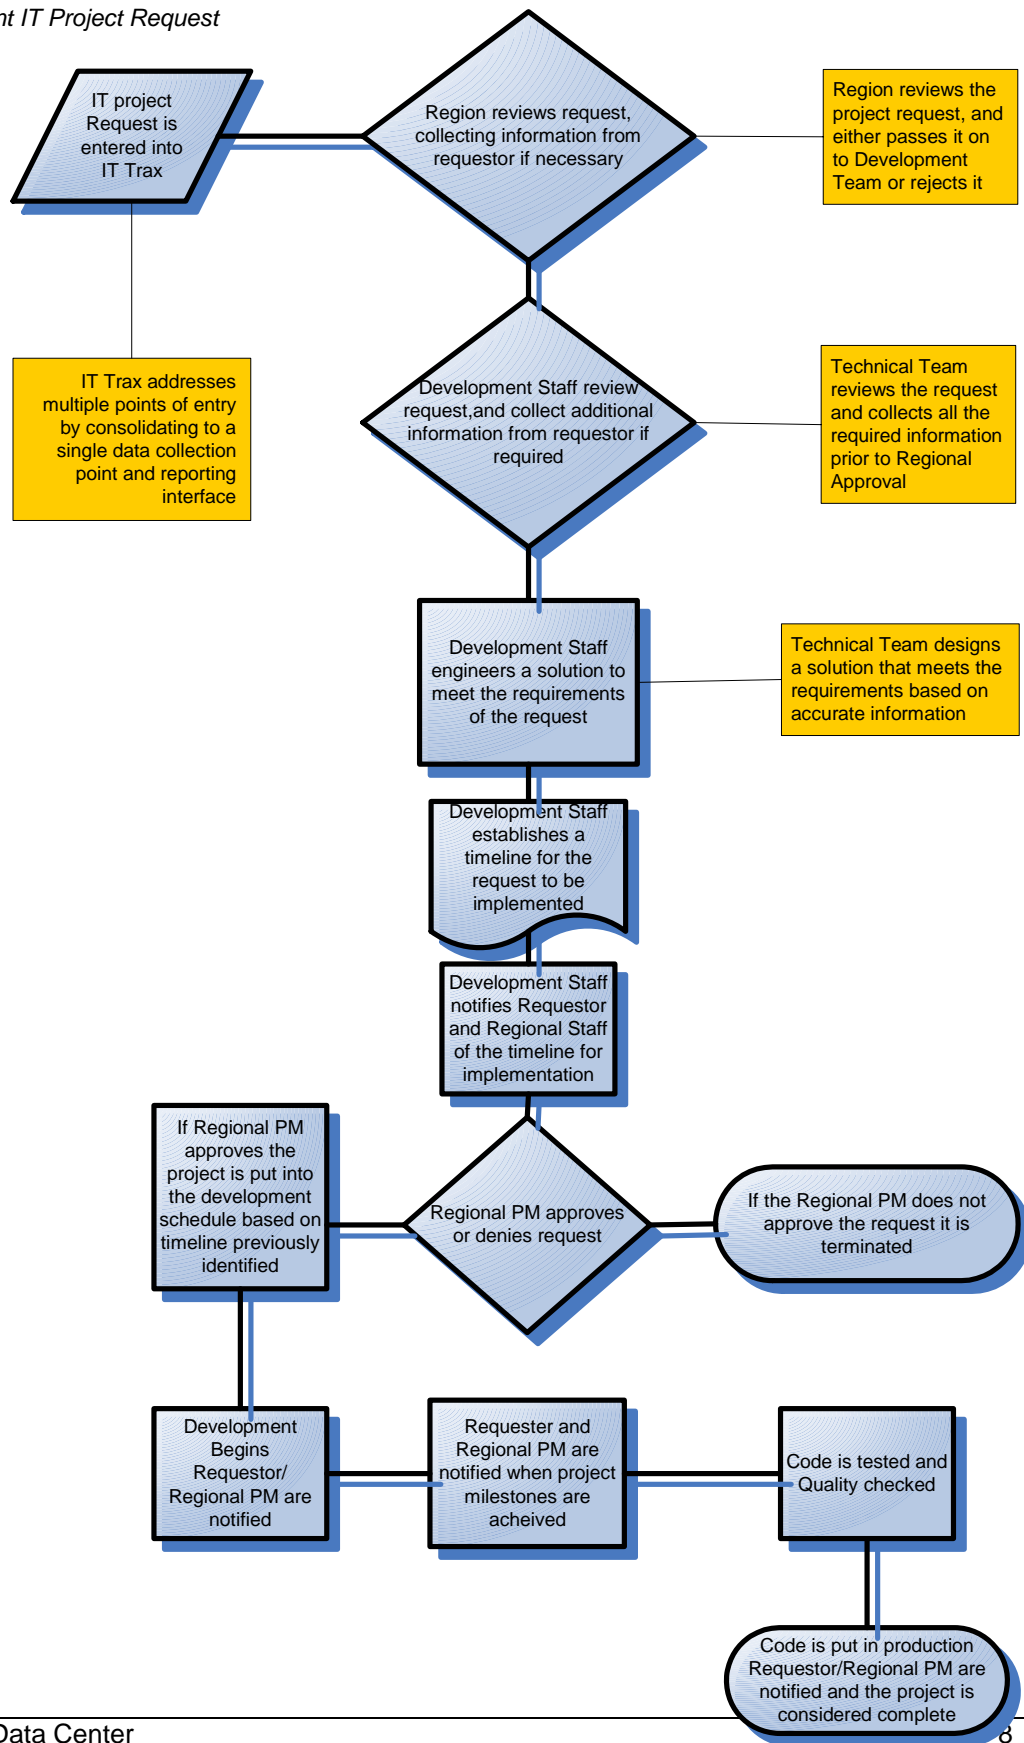 nt IT Project Request
IT project
Request is
entered into
IT Trax
Region reviews request,
collecting information from
requestor if necessary
Region reviews the
project request, and
either passes it on
to Development
Team or rejects it
IT Trax addresses
multiple points of entry
by consolidating to a
single data collection
point and reporting
interface
Development Staff review
request,and collect additional
information from requestor if
required
Technical Team
reviews the request
and collects all the
required information
prior to Regional
Approval
Development Staff
engineers a solution to
meet the requirements
of the request
Technical Team designs
a solution that meets the
requirements based on
accurate information
Development Staff
establishes a
timeline for the
request to be
implemented
Development Staff
notifies Requestor
and Regional Staff
of the timeline for
implementation
If Regional PM
approves the
project is put into
the development
schedule based on
timeline previously
identified
Regional PM approves
or denies request
If the Regional PM does not
approve the request it is
terminated
Development
Begins
Requestor/
Regional PM are
notified
Requester and
Regional PM are
notified when project
milestones are
acheived
Code is tested and
Quality checked
Code is put in production
Requestor/Regional PM are
notified and the project is
considered complete
Data Center
8